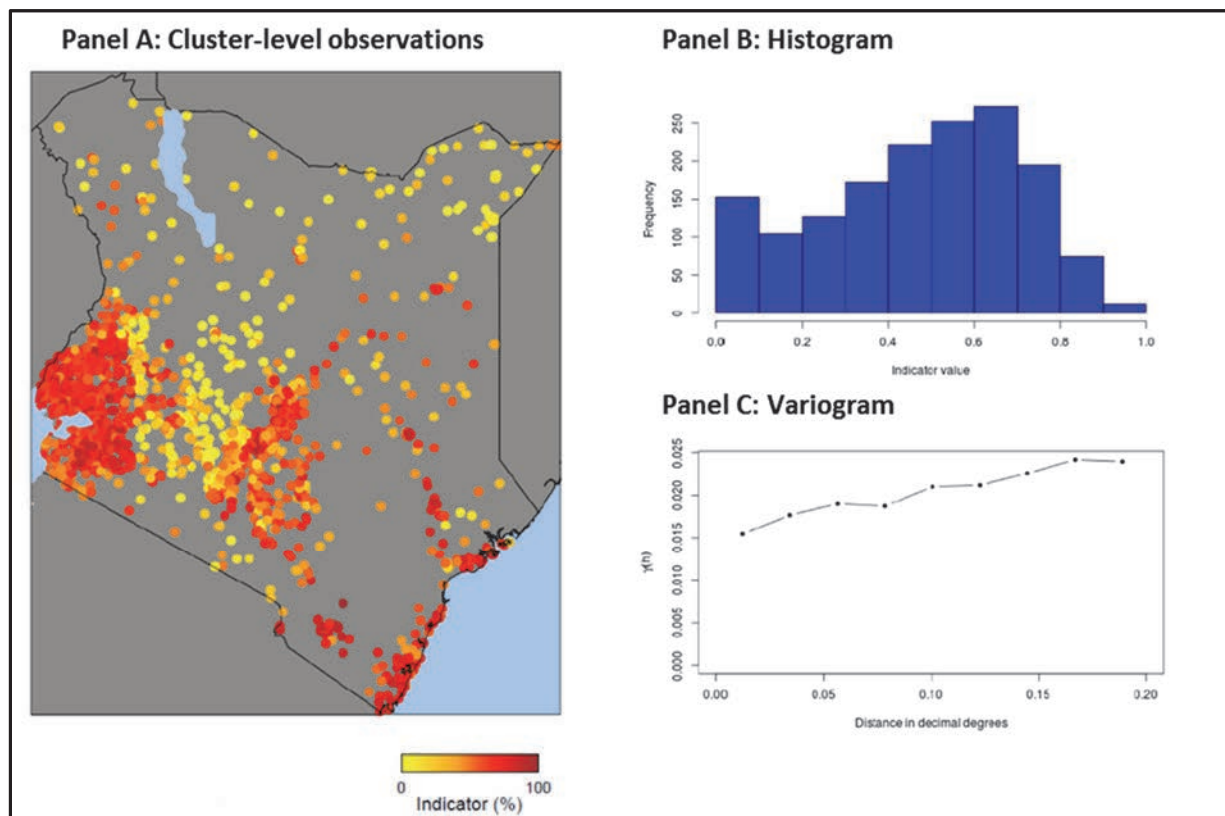 Panel A: Cluster-level observations
0 100
Indicator (%)
Panel B: Histogram
Frequency
0 50 100 150 200 250
0.0 0.2 0.4 0.6 0.8 1.0
Indicator value
Panel C: Variogram
γ(h)
0.000 0.005 0.010 0.015 0.020 0.025
0.00 0.05 0.10 0.15 0.20
Distance in decimal degrees